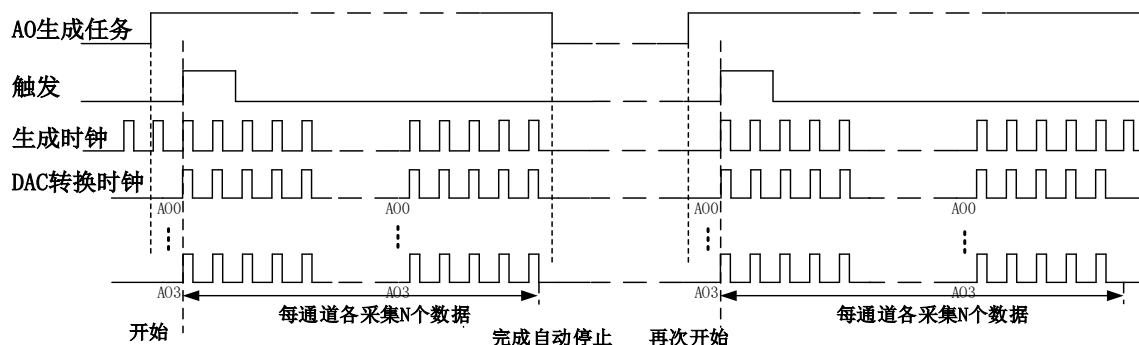 AO生成任务
触发
生成时钟
DAC转换时钟
AO0 AO0 AO0 AO0
AO3 AO3 AO3 AO3
每通道各采集N个数据 每通道各采集N个数据
开始 完成自动停止 再次开始